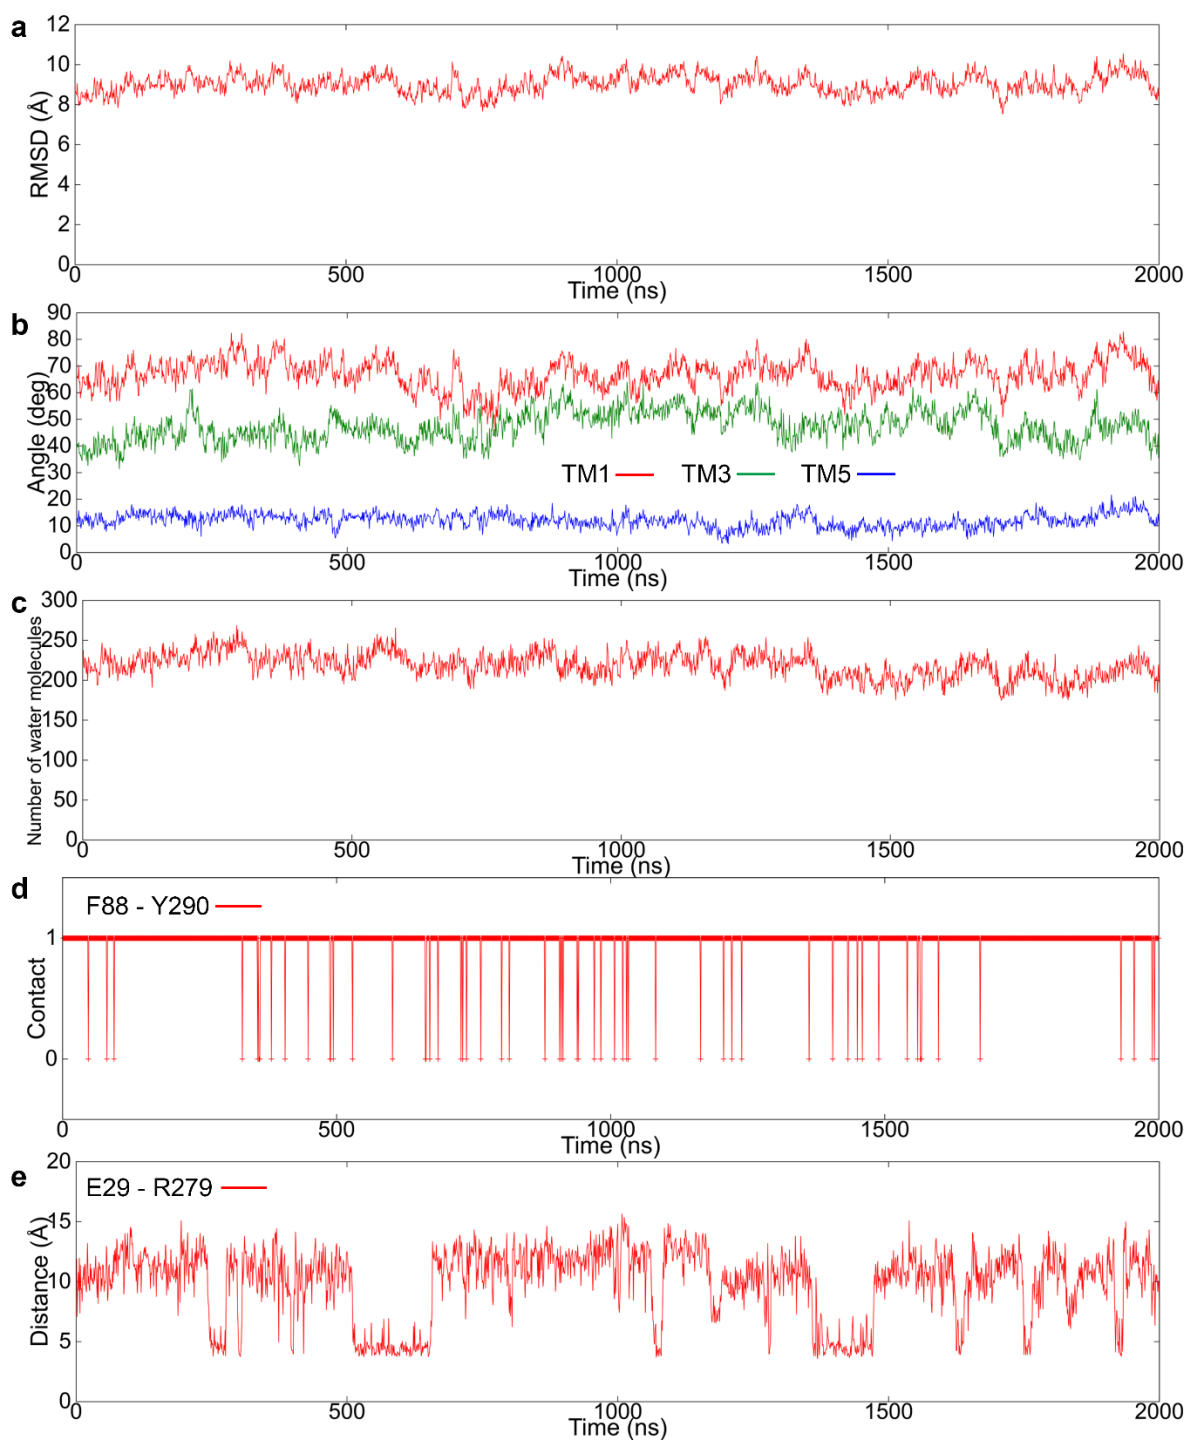 a
12
10
8
6
4
2
0
RMSD (Å)
0 500 1000 1500 2000
Time (ns)
b
90
80
70
60
50
40
30
20
10
0
Angle (deg)
TM1 TM3 TM5
0 500 1000 1500 2000
Time (ns)
c
300
250
200
150
100
50
0
Number of water molecules
0 500 1000 1500 2000
Time (ns)
d
F88 - Y290
1
0
Contact
0 500 1000 1500 2000
Time (ns)
e
E29 - R279
20
15
10
5
0
Distance (Å)
0 500 1000 1500 2000
Time (ns)